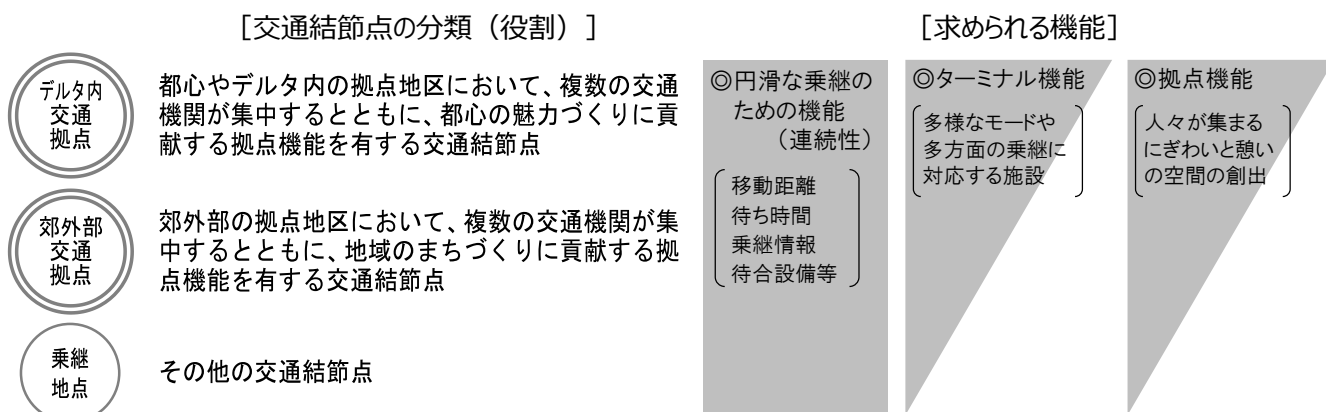 [交通結節点の分類（役割）]
[求められる機能]
デルタ内
交通
拠点
都心やデルタ内の拠点地区において、複数の交通
機関が集中するとともに、都心の魅力づくりに貢
献する拠点機能を有する交通結節点
郊外部
交通
拠点
郊外部の拠点地区において、複数の交通機関が集
中するとともに、地域のまちづくりに貢献する拠
点機能を有する交通結節点
乗継
地点
その他の交通結節点
◎円滑な乗継の
ための機能
（連続性）
移動距離
待ち時間
乗継情報
待合設備等
◎ターミナル機能
多様なモードや
多方面の乗継に
対応する施設
◎拠点機能
人々が集まる
にぎわいと憩い
の空間の創出